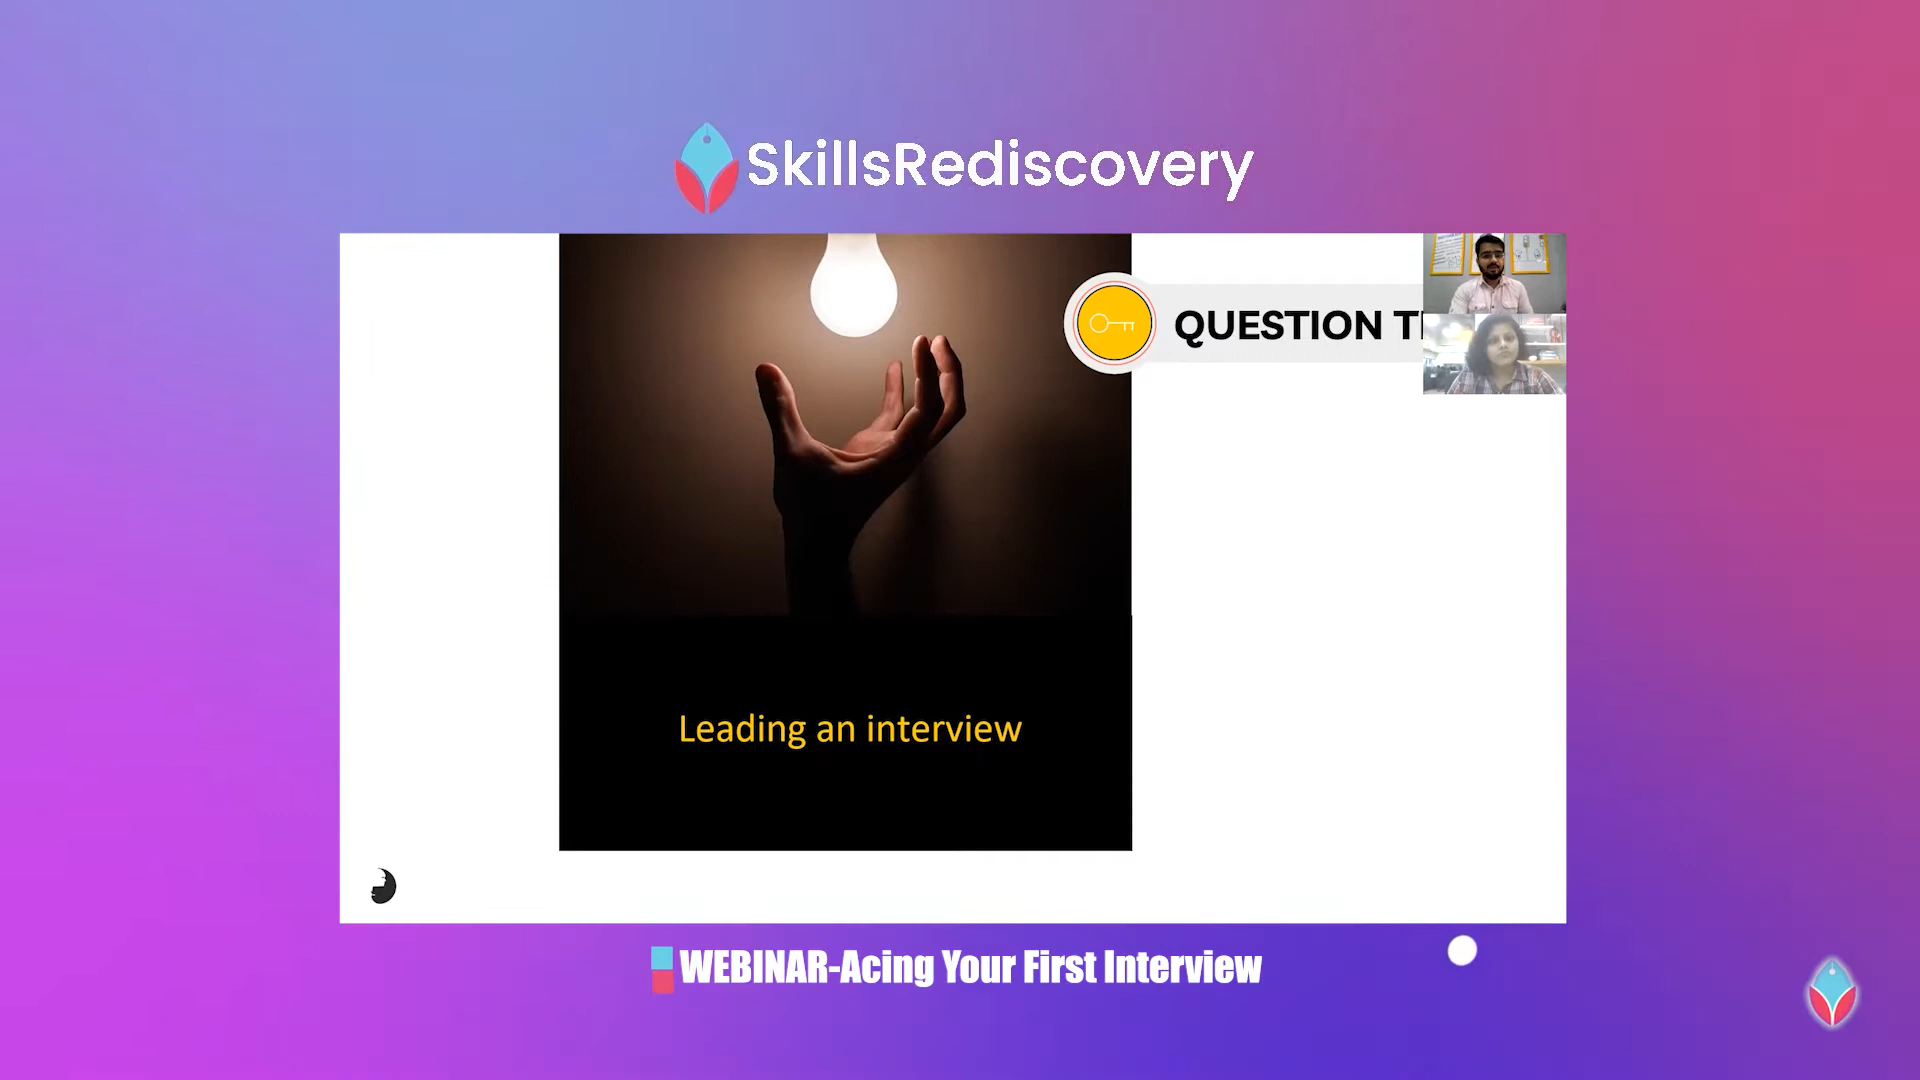 SkillsRediscovery
QUESTION
Leading an interview
WEBINAR-Acing Your First Interview